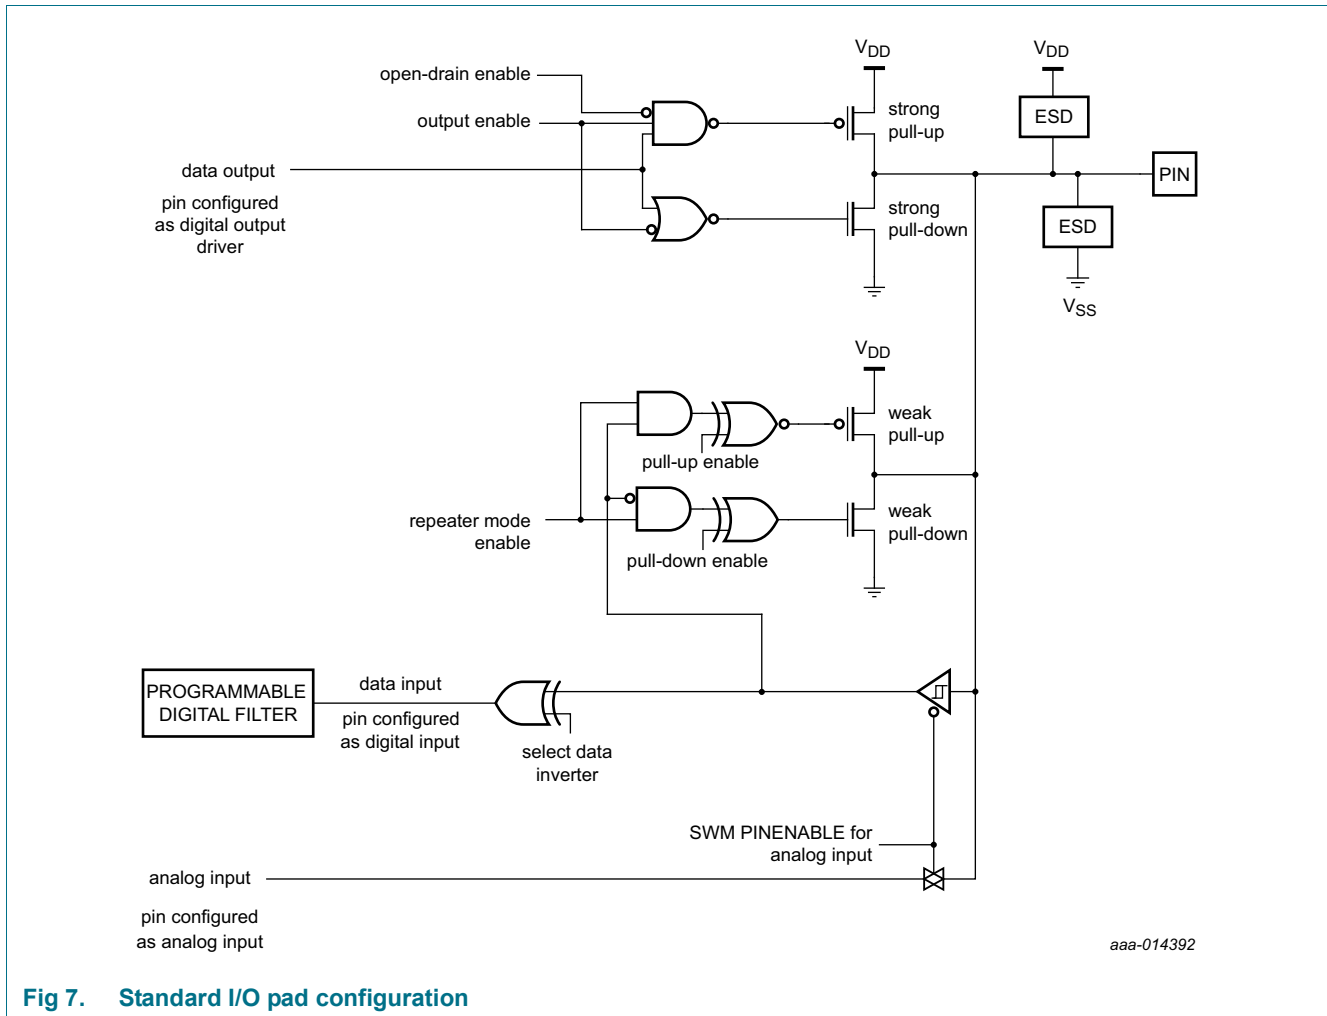 VDD
VDD
open-drain enable
strong
pull-up
ESD
output enable
data output
PIN
pin configured
as digital output
driver
strong
pull-down
ESD
VSS
VDD
weak
pull-up
pull-up enable
repeater mode
enable
weak
pull-down
pull-down enable
PROGRAMMABLE
DIGITAL FILTER
data input
pin configured
as digital input
select data
inverter
SWM PINENABLE for
analog input
analog input
pin configured
as analog input
aaa-014392
Fig 7. Standard I/O pad configuration